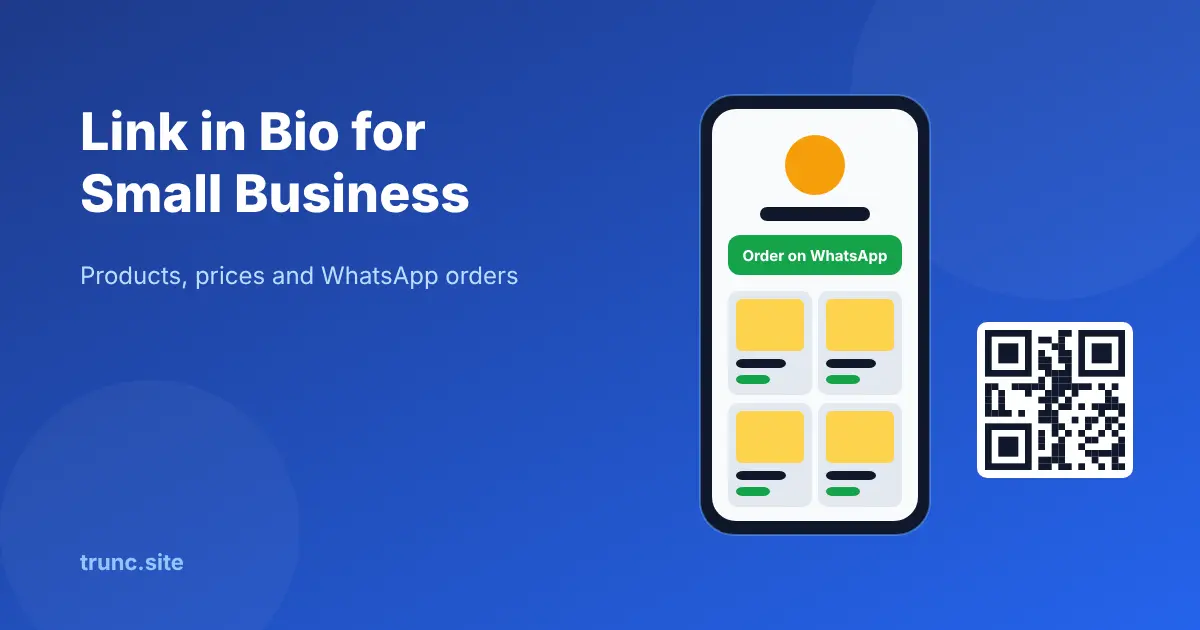 Link in Bio for
Small Business
Products, prices and WhatsApp orders
Order on WhatsApp
trunc.site